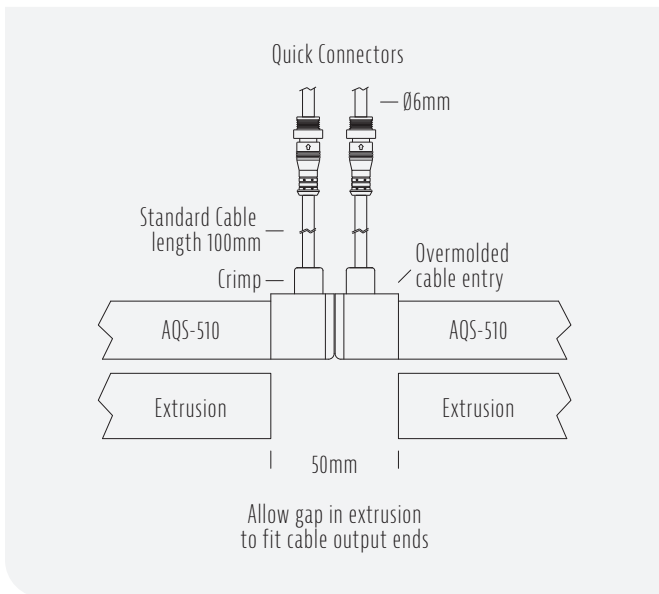 Quick Connectors
Ø6mm
Standard Cable
length 100mm
Overmolded
cable entry
Crimp
AQS-510
AQS-510
Extrusion
Extrusion
50mm
Allow gap in extrusion
to fit cable output ends